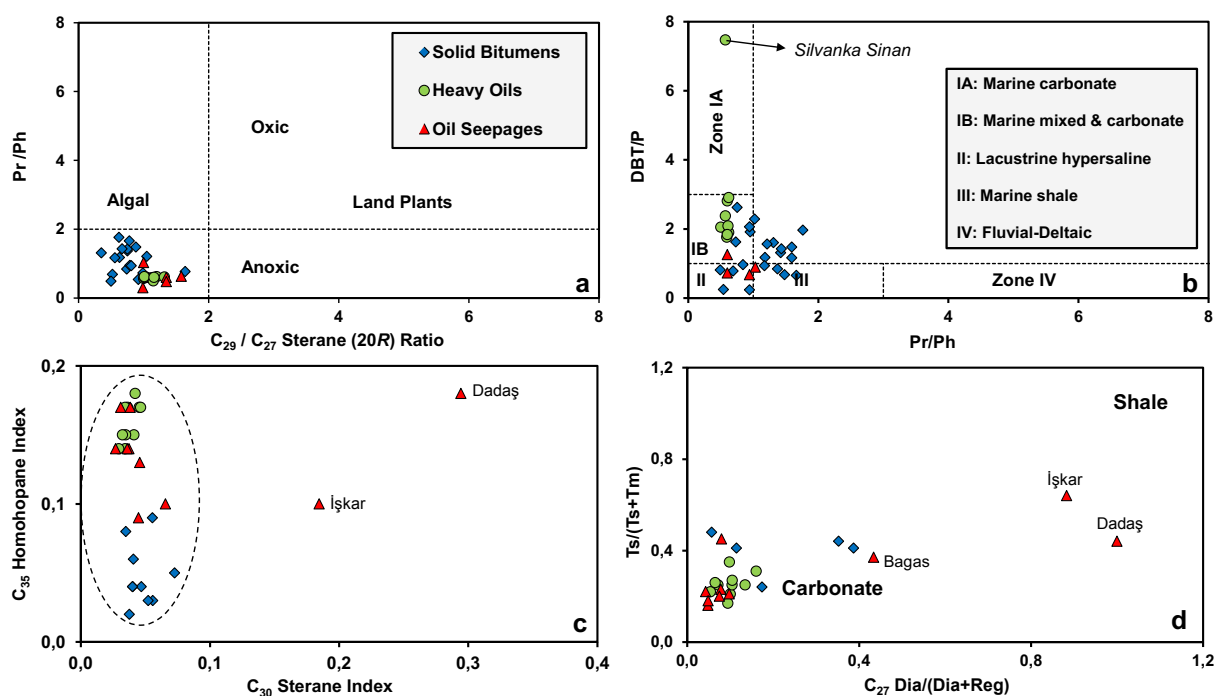 8
6
4
2
0
0 2 4 6 8
Pr /Ph
C29 / C27 Sterane (20R) Ratio
Solid Bitumens
Heavy Oils
Oil Seepages
Oxic
Algal
Land Plants
Anoxic
a
8
6
4
2
0
0 2 4 6 8
DBT/P
Pr/Ph
Silvanka Sinan
Zone IA
IA: Marine carbonate
IB: Marine mixed & carbonate
II: Lacustrine hypersaline
III: Marine shale
IV: Fluvial-Deltaic
IB
II
III
Zone IV
b
0,2
0,1
0,0
0,0 0,1 0,2 0,3 0,4
C35 Homohopane Index
C30 Sterane Index
Dadaş
İşkar
c
1,2
0,8
0,4
0,0
0,0 0,4 0,8 1,2
Ts/(Ts+Tm)
C27 Dia/(Dia+Reg)
Shale
İşkar
Dadaş
Bagas
Carbonate
d